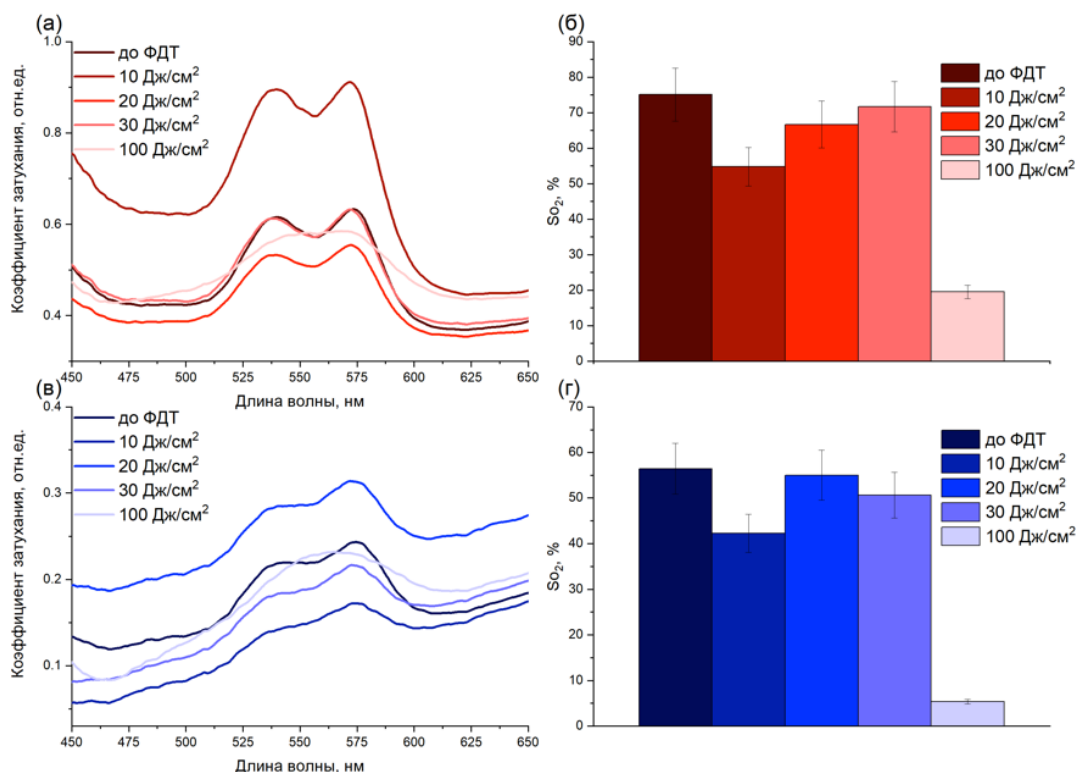 (а)
Коэффициент затухания, отн.ед.
1.0
0.8
0.6
0.4
до ФДТ
10 Дж/см²
20 Дж/см²
30 Дж/см²
100 Дж/см²
450 475 500 525 550 575 600 625 650
Длина волны, нм
(б)
So₂, %
90
80
70
60
50
40
30
20
10
0
до ФДТ
10 Дж/см²
20 Дж/см²
30 Дж/см²
100 Дж/см²
(в)
Коэффициент затухания, отн.ед.
0.4
0.3
0.2
0.1
до ФДТ
10 Дж/см²
20 Дж/см²
30 Дж/см²
100 Дж/см²
450 475 500 525 550 575 600 625 650
Длина волны, нм
(г)
So₂, %
70
60
50
40
30
20
10
0
до ФДТ
10 Дж/см²
20 Дж/см²
30 Дж/см²
100 Дж/см²